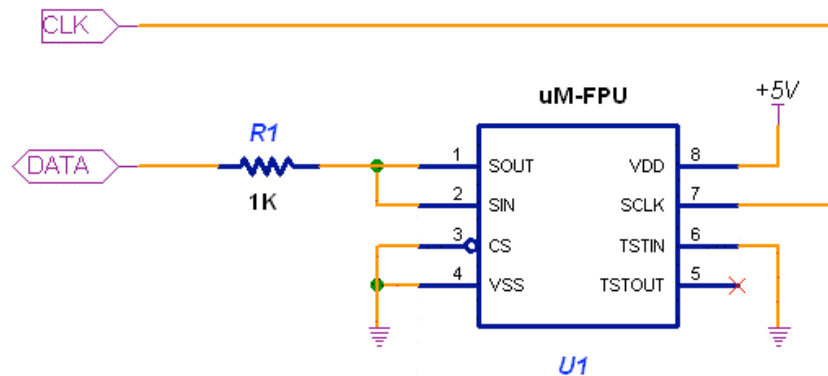 CLK
uM-FPU
+5V
R1
DATA
1K
1 SOUT VDD 8
2 SIN SCLK 7
3 CS TSTIN 6
4 VSS TSTOUT 5
U1